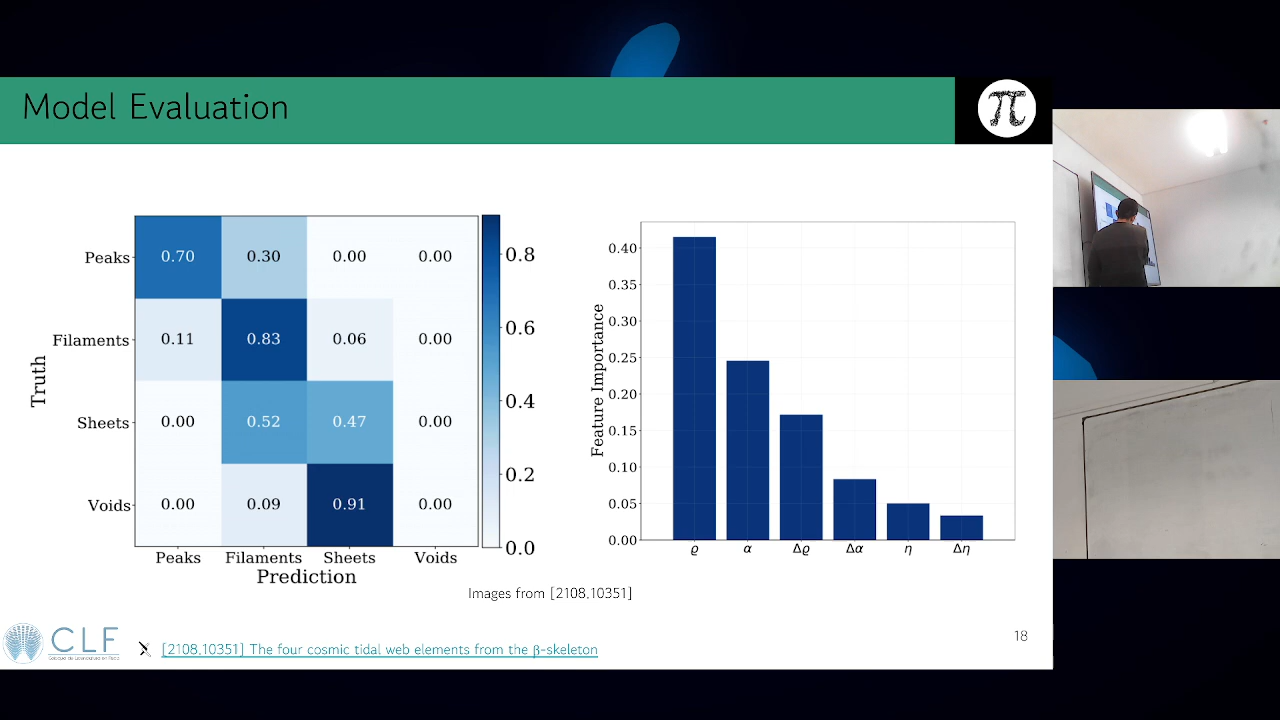 Model Evaluation
π
Truth
Peaks
Filaments
Sheets
Voids
0.70 0.30 0.00 0.00
0.11 0.83 0.06 0.00
0.00 0.52 0.47 0.00
0.00 0.09 0.91 0.00
Peaks Filaments Sheets Voids
Prediction
0.8
0.6
0.4
0.2
0.0
Feature Importance
0.40
0.35
0.30
0.25
0.20
0.15
0.10
0.05
0.00
ϱ α Δϱ Δα η Δη
Images from [2108.10351]
18
CLF
[2108.10351] The four cosmic tidal web elements from the β-skeleton